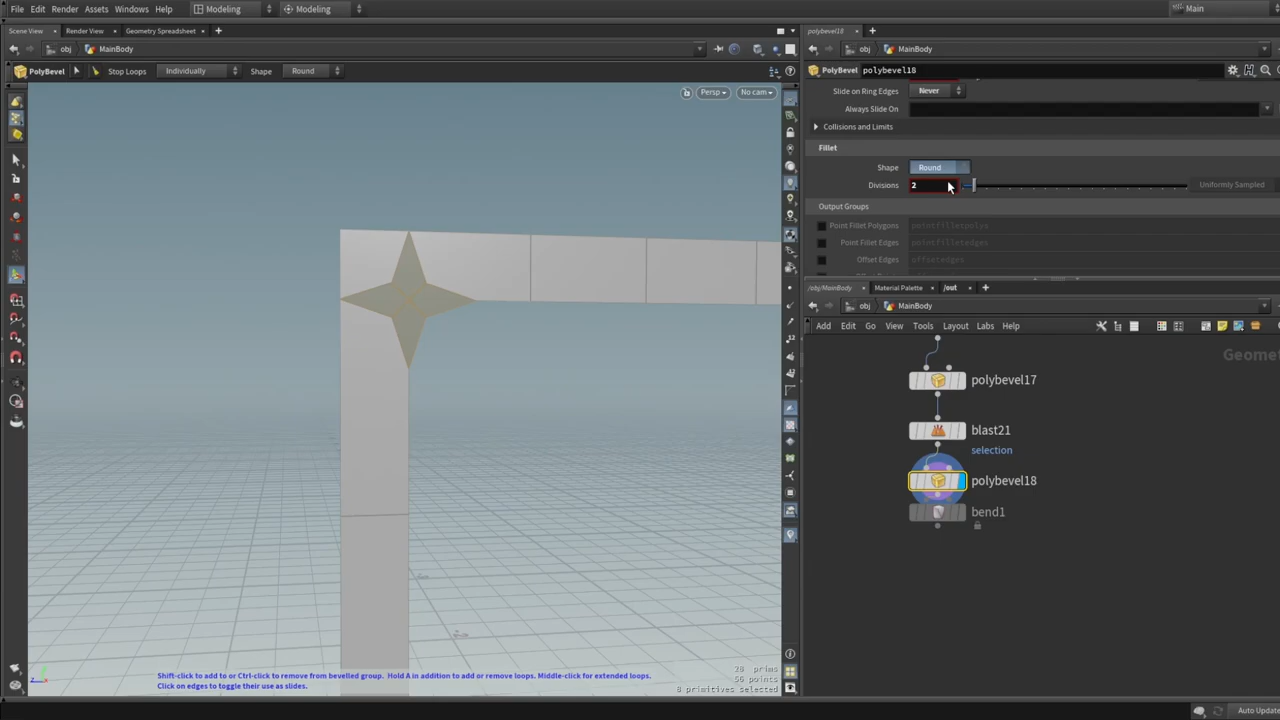 File Edit Render Assets Windows Help Modeling Modeling Main
Scene View × Render View × Geometry Spreadsheet ×
obj MainBody
PolyBevel Stop Loops Individually Shape Round
Persp No cam
28 prims
56 points
8 primitives selected
Shift-click to add to or Ctrl-click to remove from bevelled group. Hold A in addition to add or remove loops. Middle-click for extended loops.
Click on edges to toggle their use as slides.
polybevel18 ×
obj MainBody
PolyBevel polybevel18
Slide on Ring Edges Never
Always Slide On
Collisions and Limits
Fillet
Shape Round
Divisions 2 Uniformly Sampled
Output Groups
Point Fillet Polygons pointfilletpolys
Point Fillet Edges pointfilletedges
Offset Edges offsetedges
/obj/MainBody × Material Palette × /out ×
obj MainBody
Add Edit Go View Tools Layout Labs Help
Geome
polybevel17
blast21
selection
polybevel18
bend1
Auto Update